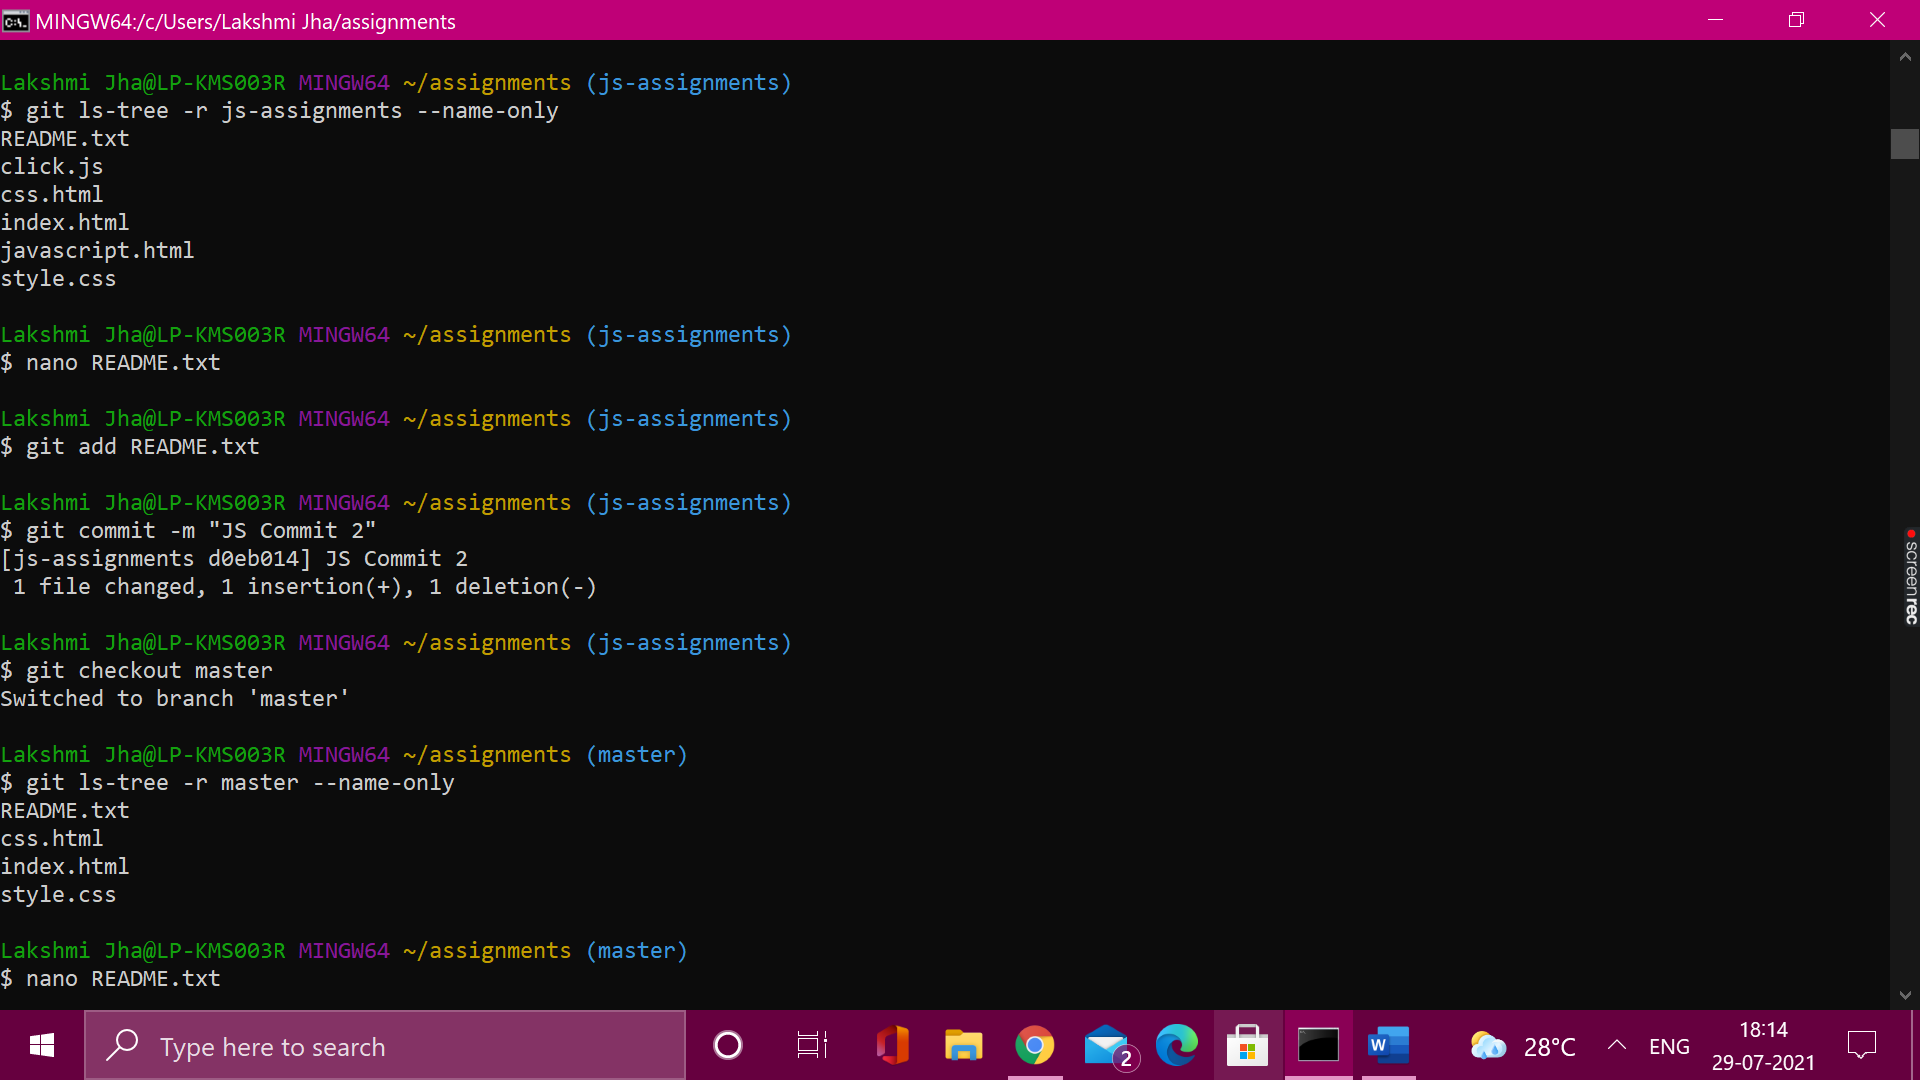 MINGW64:/c/Users/Lakshmi Jha/assignments
Lakshmi Jha@LP-KMS003R MINGW64 ~/assignments (js-assignments)
$ git ls-tree -r js-assignments --name-only
README.txt
click.js
css.html
index.html
javascript.html
style.css
Lakshmi Jha@LP-KMS003R MINGW64 ~/assignments (js-assignments)
$ nano README.txt
Lakshmi Jha@LP-KMS003R MINGW64 ~/assignments (js-assignments)
$ git add README.txt
Lakshmi Jha@LP-KMS003R MINGW64 ~/assignments (js-assignments)
$ git commit -m "JS Commit 2"
[js-assignments d0eb014] JS Commit 2
 1 file changed, 1 insertion(+), 1 deletion(-)
Lakshmi Jha@LP-KMS003R MINGW64 ~/assignments (js-assignments)
$ git checkout master
Switched to branch 'master'
Lakshmi Jha@LP-KMS003R MINGW64 ~/assignments (master)
$ git ls-tree -r master --name-only
README.txt
css.html
index.html
style.css
Lakshmi Jha@LP-KMS003R MINGW64 ~/assignments (master)
$ nano README.txt
screenrec
Type here to search
2
W
28°C
ENG
18:14
29-07-2021